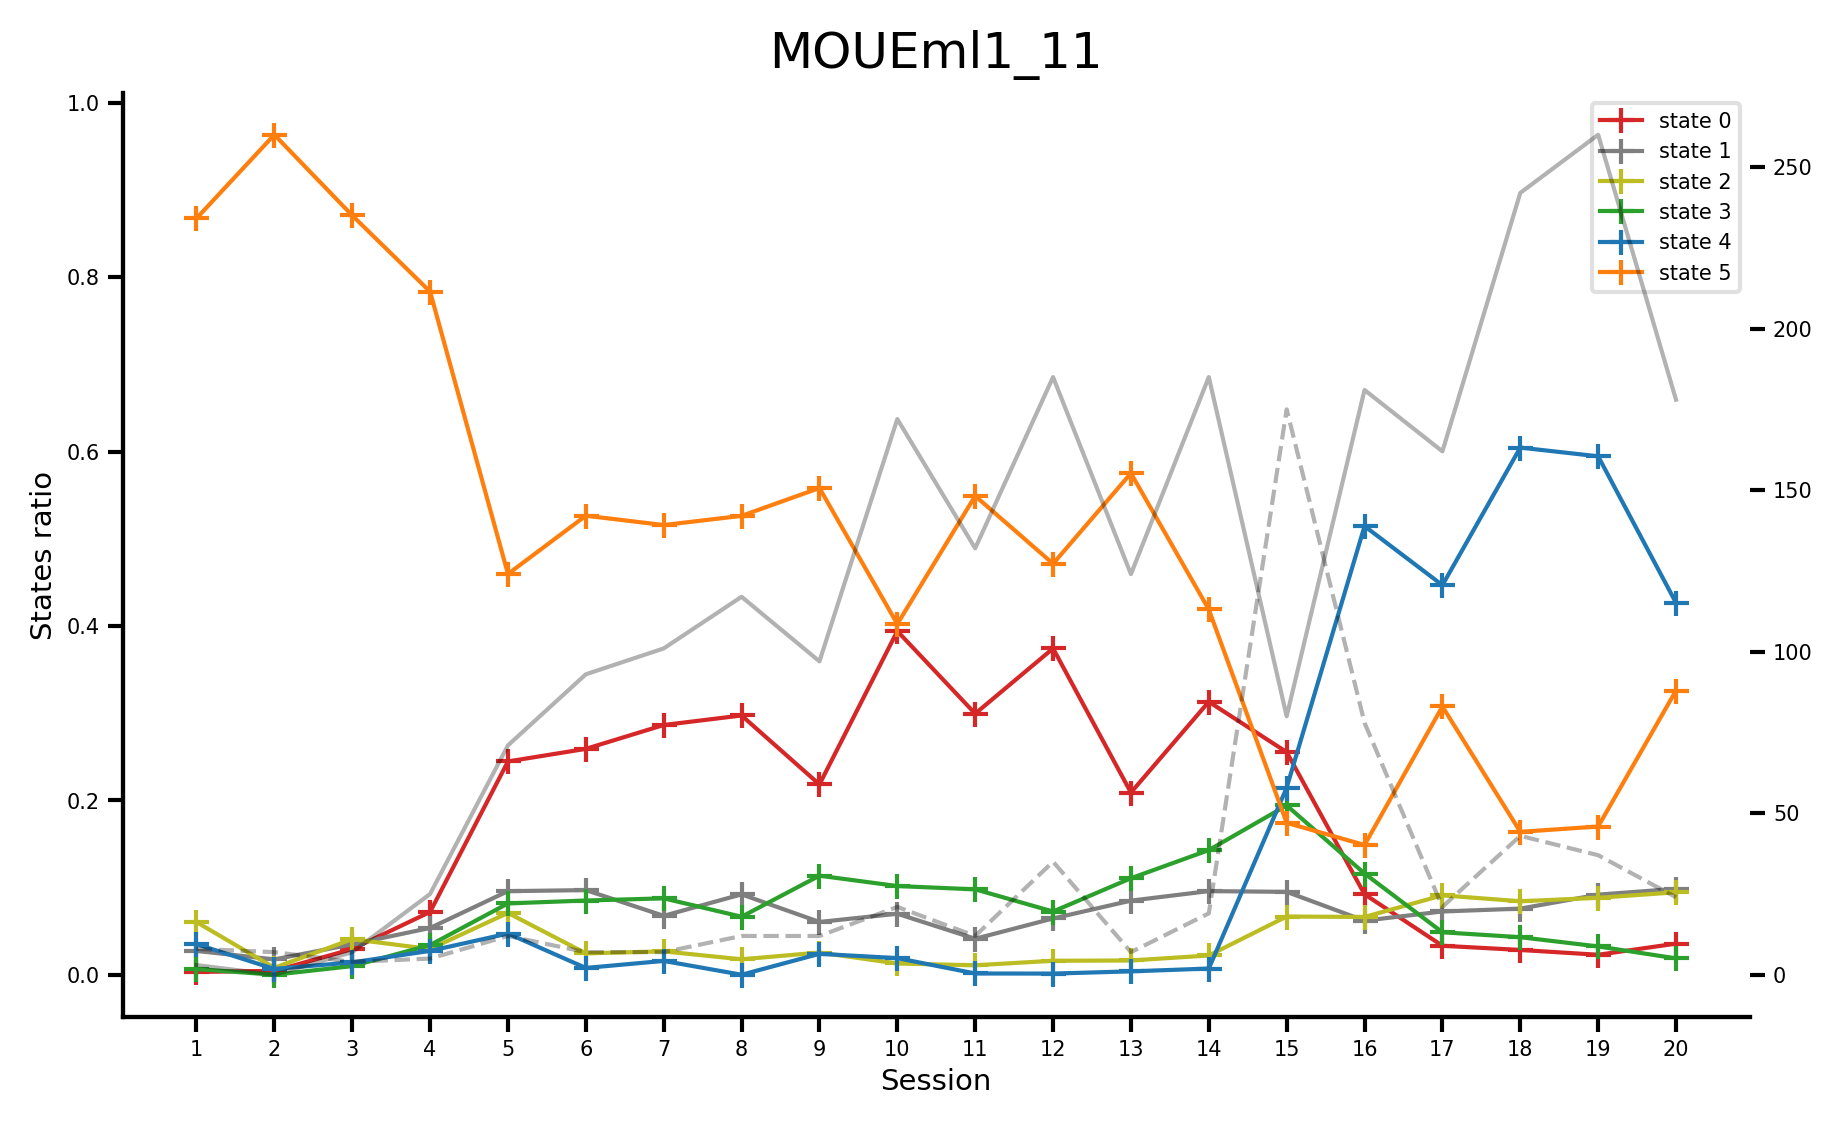 MOUEml1_11
1.0
0.8
0.6
0.4
0.2
0.0
States ratio
state 0
state 1
state 2
state 3
state 4
state 5
250
200
150
100
50
0
1 2 3 4 5 6 7 8 9 10 11 12 13 14 15 16 17 18 19 20
Session